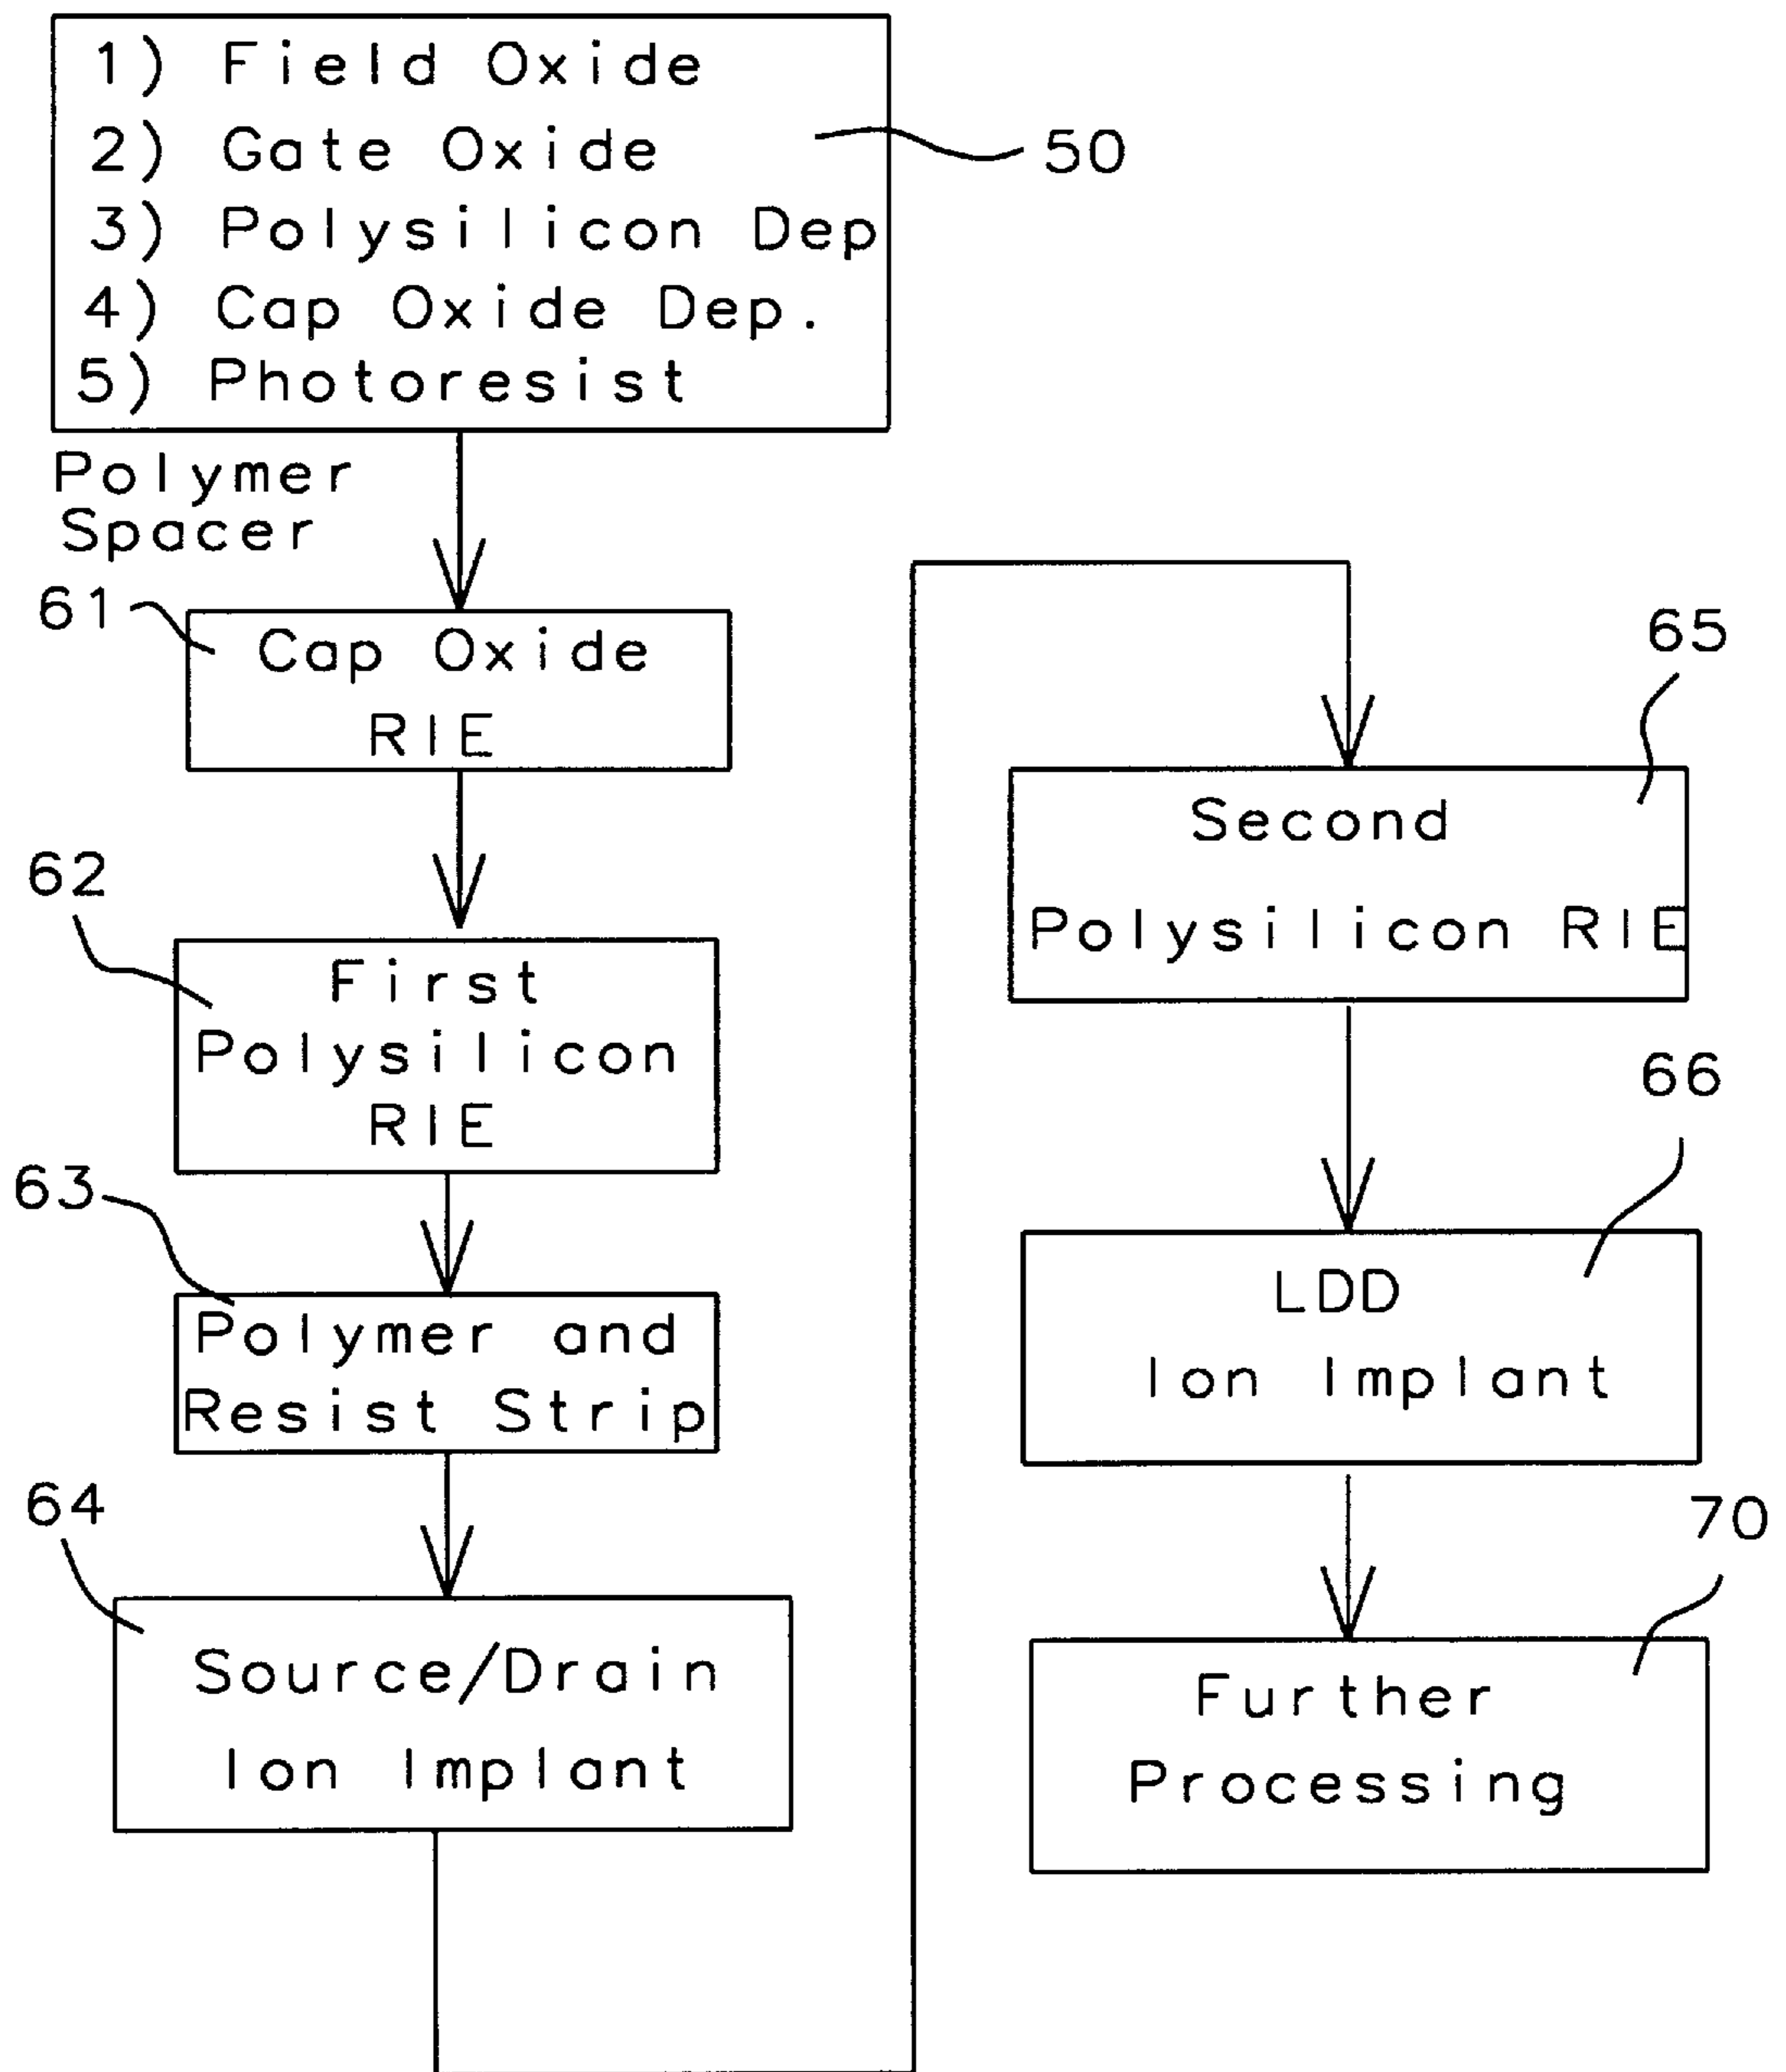 1) Field Oxide
2) Gate Oxide
3) Polysilicon Dep
4) Cap Oxide Dep.
5) Photoresist
50
Polymer
Spacer
61
Cap Oxide
RIE
62
First
Polysilicon
RIE
63
Polymer and
Resist Strip
64
Source/Drain
Ion Implant
65
Second
Polysilicon RIE
66
LDD
Ion Implant
70
Further
Processing